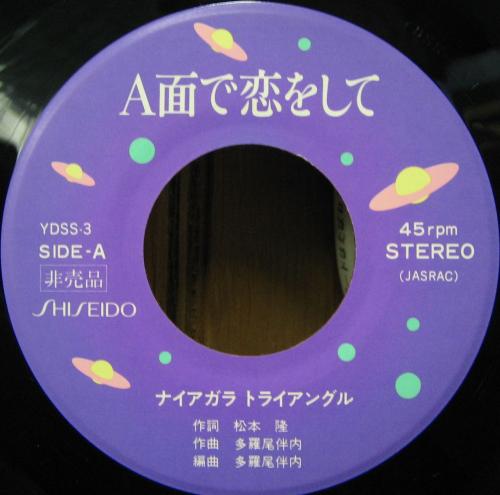 A面で恋をして
YDSS-3
SIDE-A
非売品
SHISEIDO
45rpm
STEREO
(JASRAC)
ナイアガラ トライアングル
作詞 松本 隆
作曲 多羅尾伴内
編曲 多羅尾伴内